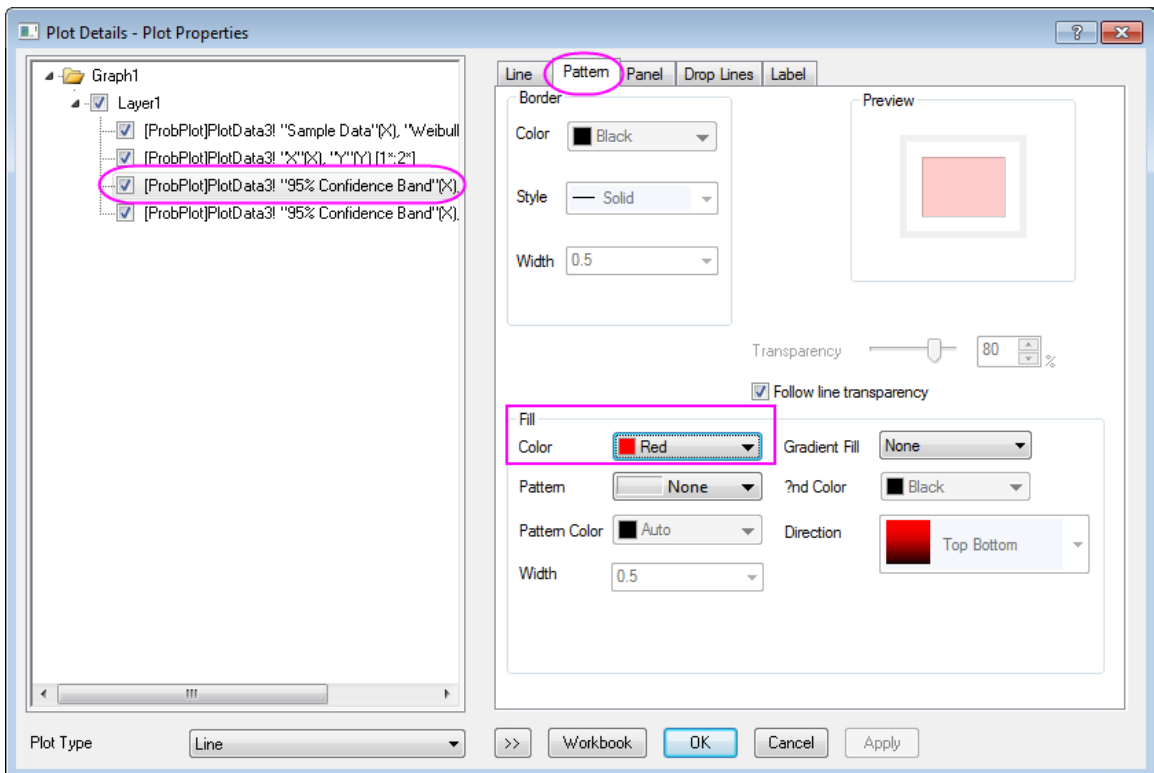 Plot Details - Plot Properties
Graph1
Layer1
[ProbPlot]PlotData3! "Sample Data"(X), "Weibull
[ProbPlot]PlotData3! "X"(X), "Y"(Y) [1*:2*]
[ProbPlot]PlotData3! "95% Confidence Band"(X),
[ProbPlot]PlotData3! "95% Confidence Band"(X),
Plot Type
Line
Line Pattern Panel Drop Lines Label
Border
Color Black
Style Solid
Width 0.5
Preview
Transparency 80 %
Follow line transparency
Fill
Color Red Gradient Fill None
Pattern None ?nd Color Black
Pattern Color Auto Direction Top Bottom
Width 0.5
>> Workbook OK Cancel Apply